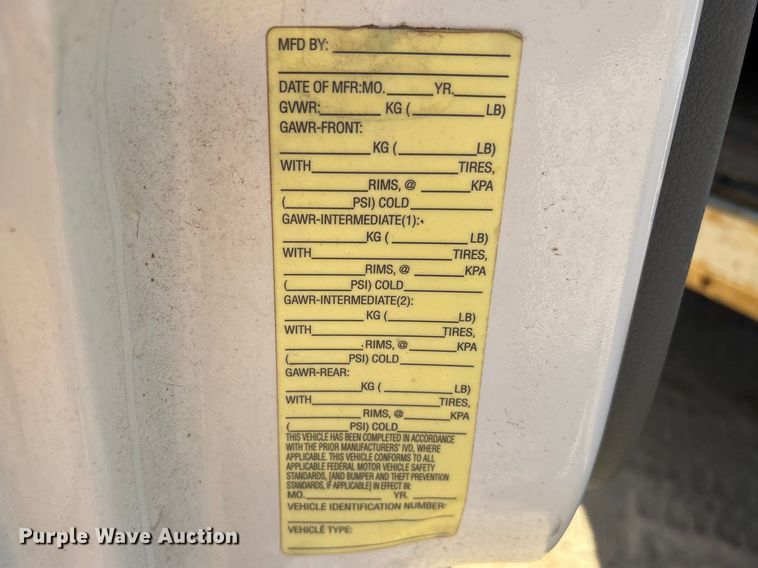 MFD BY:
DATE OF MFR:MO. YR.
GVWR: KG ( LB)
GAWR-FRONT:
KG ( LB)
WITH TIRES,
RIMS, @ KPA
( PSI) COLD
GAWR-INTERMEDIATE(1):
KG ( LB)
WITH TIRES,
RIMS, @ KPA
( PSI) COLD
GAWR-INTERMEDIATE(2):
KG ( LB)
WITH TIRES,
RIMS, @ KPA
( PSI) COLD
GAWR-REAR:
KG ( LB)
WITH TIRES,
RIMS, @ KPA
( PSI) COLD
THIS VEHICLE HAS BEEN COMPLETED IN ACCORDANCE
WITH THE PRIOR MANUFACTURERS' IVD, WHERE
APPLICABLE. THIS VEHICLE CONFORMS TO ALL
APPLICABLE FEDERAL MOTOR VEHICLE SAFETY
STANDARDS, [AND BUMPER AND THEFT PREVENTION
STANDARDS, IF APPLICABLE] IN EFFECT IN:
MO. YR.
VEHICLE IDENTIFICATION NUMBER:
VEHICLE TYPE:
Purple Wave Auction